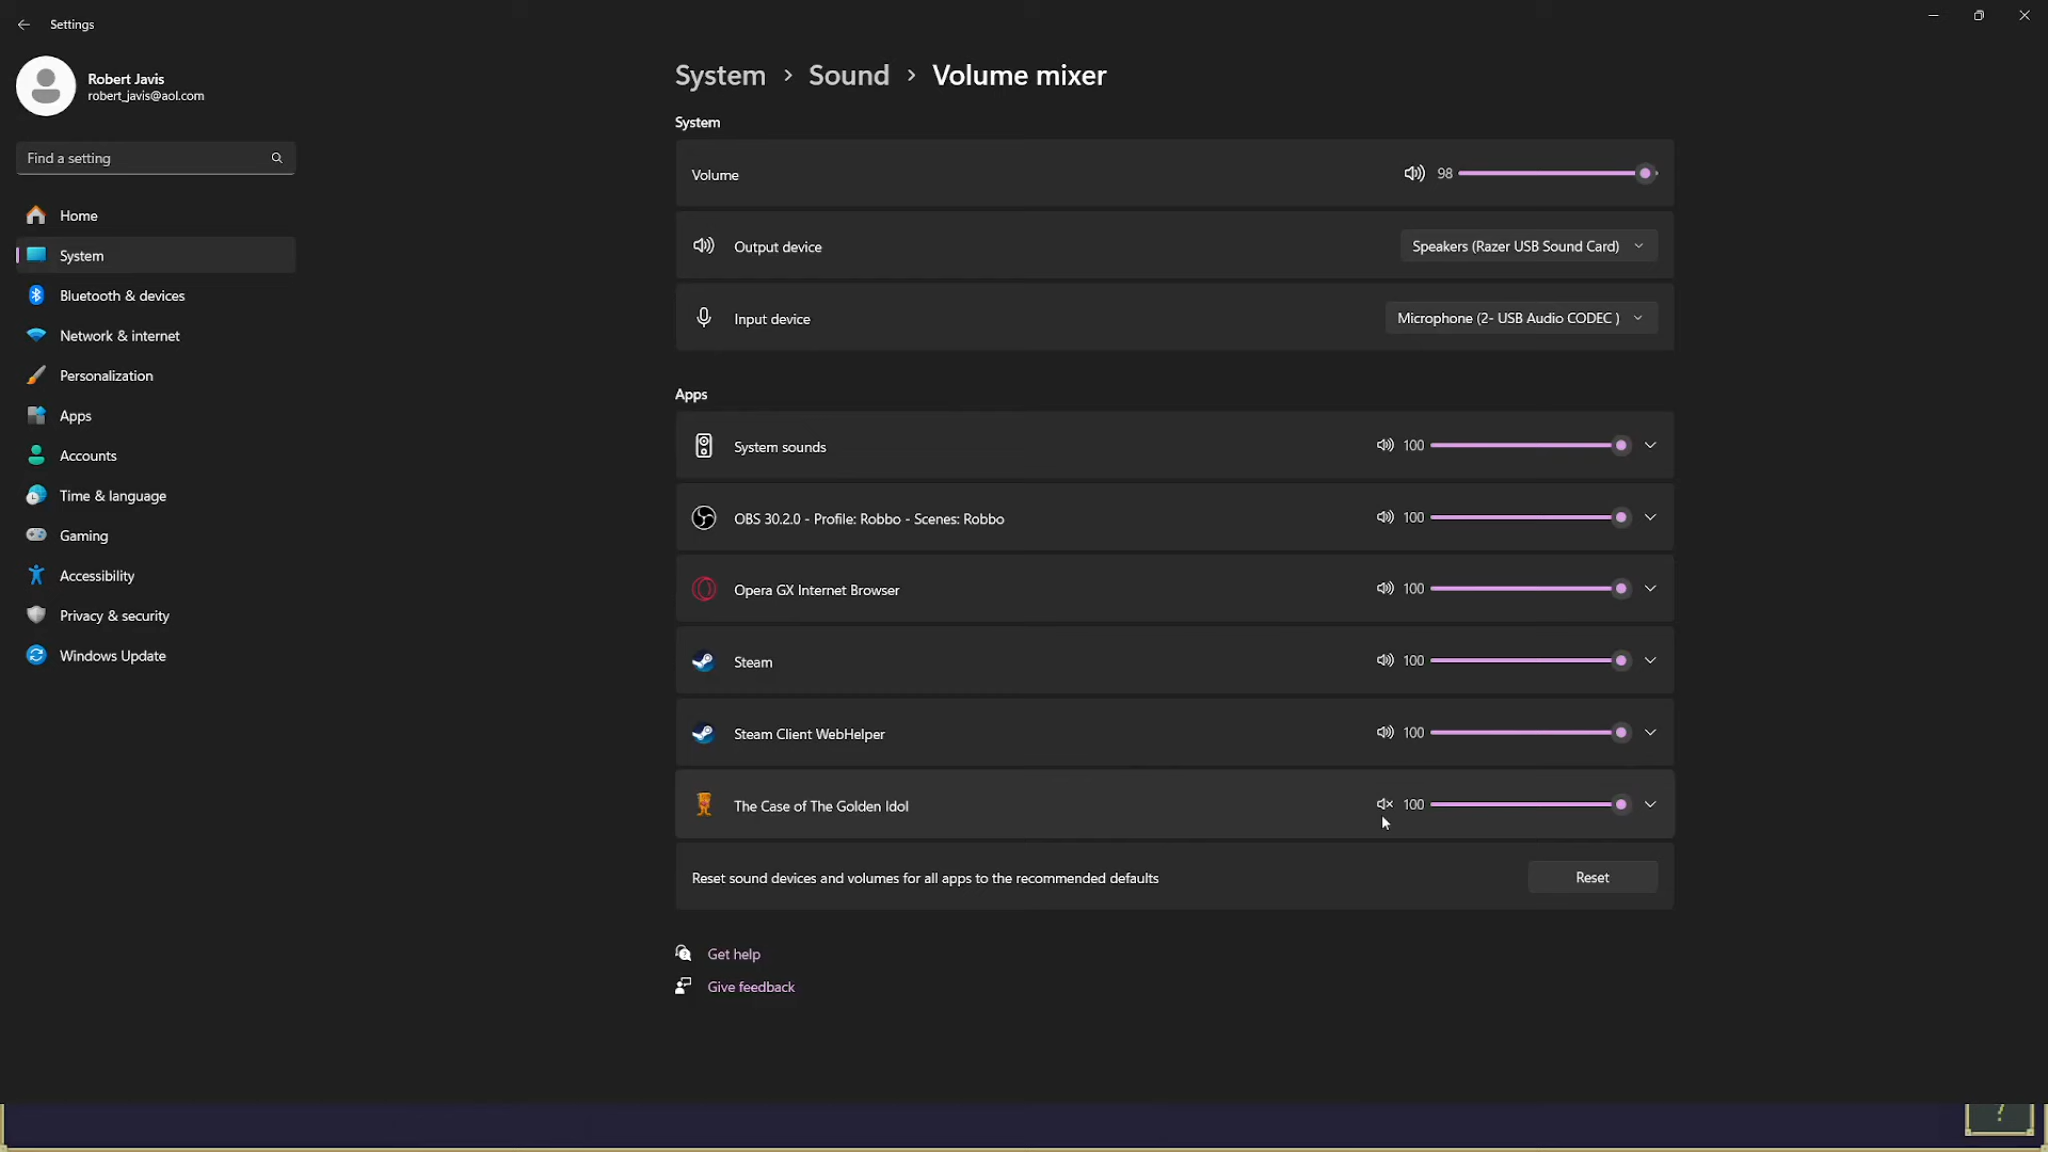 Settings
Robert Javis
robert_javis@aol.com
Find a setting
Home
System
Bluetooth & devices
Network & internet
Personalization
Apps
Accounts
Time & language
Gaming
Accessibility
Privacy & security
Windows Update
System > Sound > Volume mixer
System
Volume 98
Output device Speakers (Razer USB Sound Card)
Input device Microphone (2- USB Audio CODEC )
Apps
System sounds 100
OBS 30.2.0 - Profile: Robbo - Scenes: Robbo 100
Opera GX Internet Browser 100
Steam 100
Steam Client WebHelper 100
The Case of The Golden Idol 100
Reset sound devices and volumes for all apps to the recommended defaults Reset
Get help
Give feedback
?